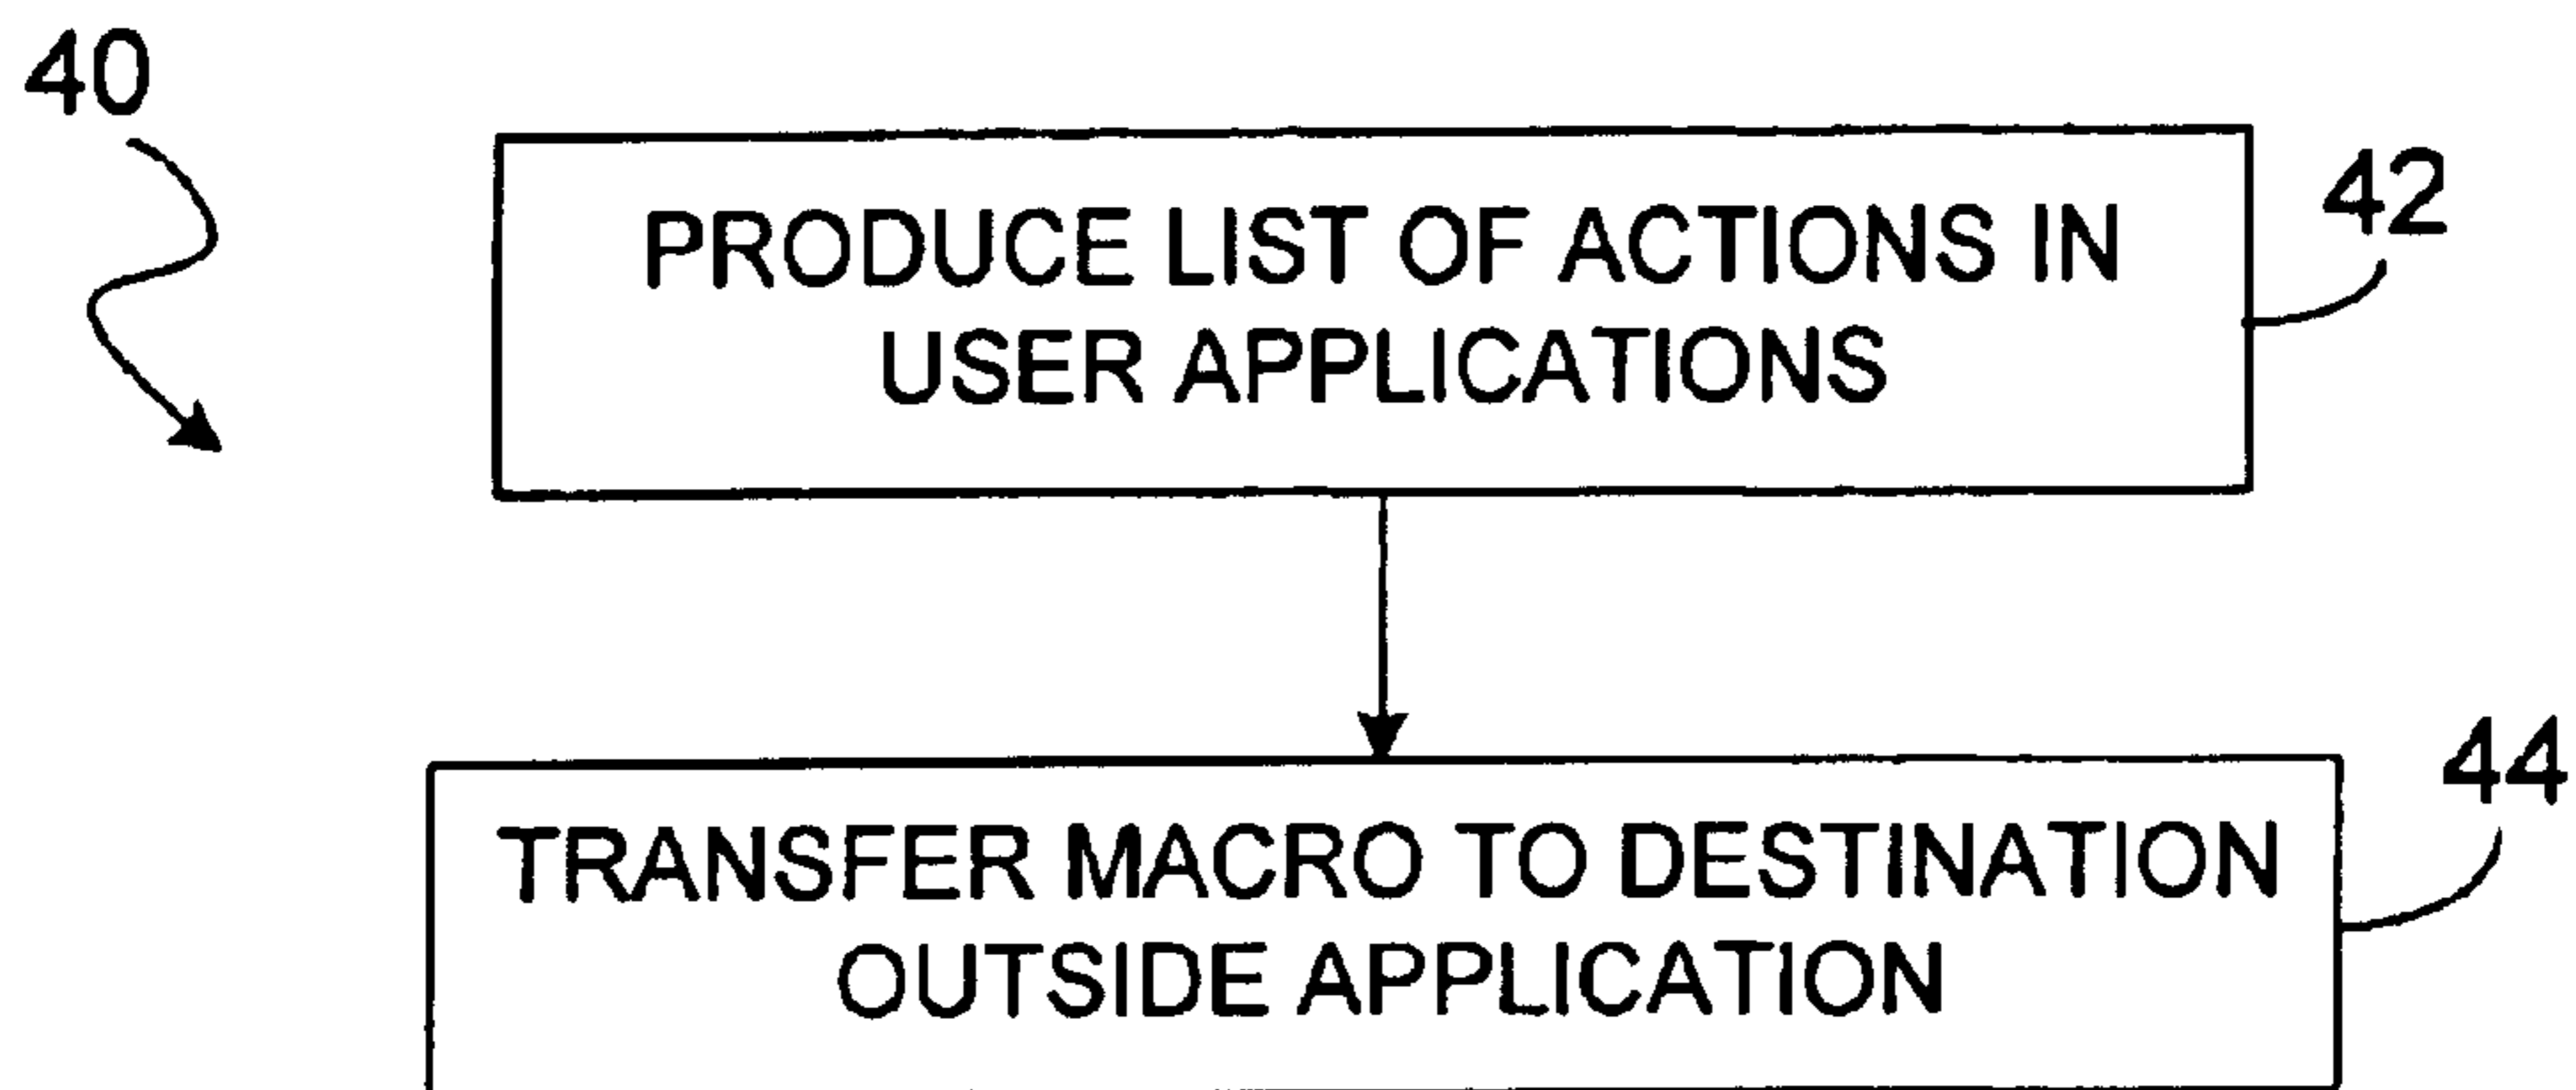 40
PRODUCE LIST OF ACTIONS IN
USER APPLICATIONS
42
TRANSFER MACRO TO DESTINATION
OUTSIDE APPLICATION
44